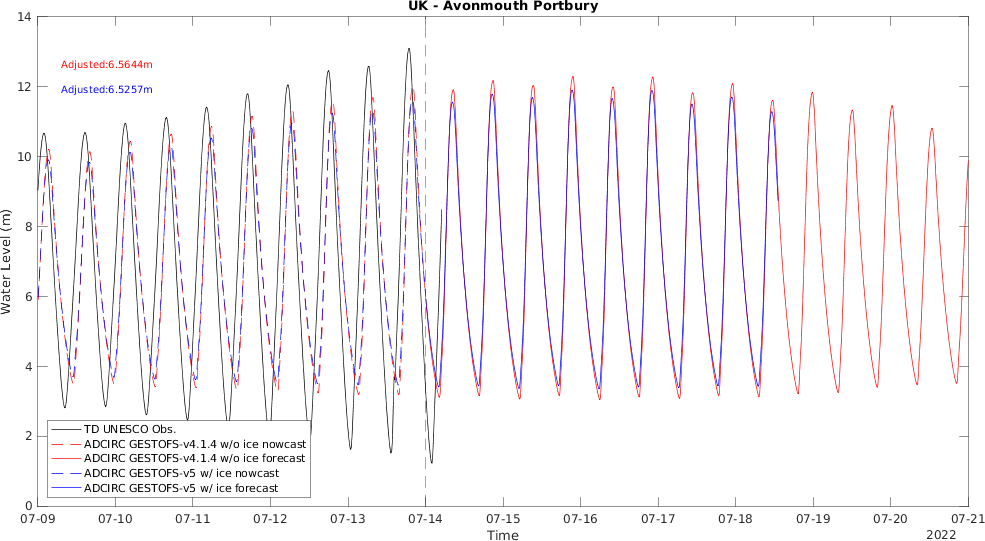 UK - Avonmouth Portbury
14
12
10
8
6
4
2
0
Water Level (m)
Adjusted:6.5644m
Adjusted:6.5257m
TD UNESCO Obs.
ADCIRC GESTOFS-v4.1.4 w/o ice nowcast
ADCIRC GESTOFS-v4.1.4 w/o ice forecast
ADCIRC GESTOFS-v5 w/ ice nowcast
ADCIRC GESTOFS-v5 w/ ice forecast
07-09 07-10 07-11 07-12 07-13 07-14 07-15 07-16 07-17 07-18 07-19 07-20 07-21
Time
2022